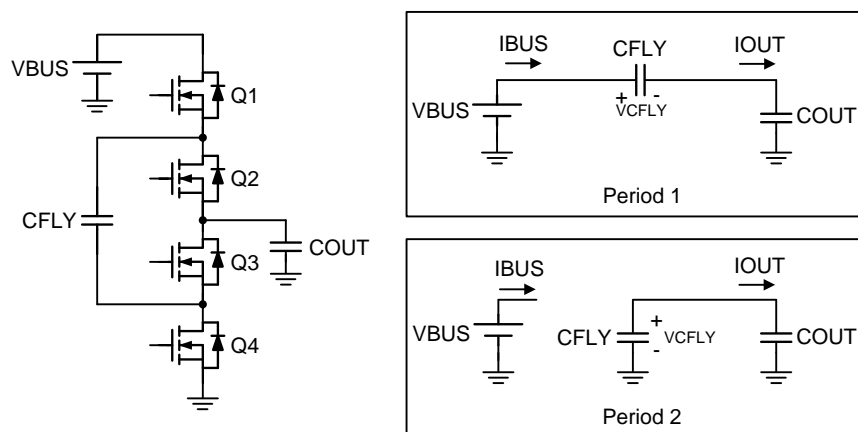 VBUS
Q1
Q2
CFLY
COUT
Q3
Q4
IBUS
CFLY
IOUT
+ -
VCFLY
VBUS
COUT
Period 1
IBUS
IOUT
VBUS
CFLY
+
VCFLY
-
COUT
Period 2